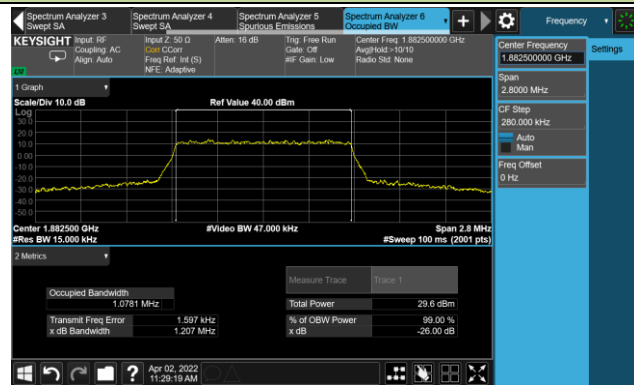 Spectrum Analyzer 3
Swept SA
Spectrum Analyzer 4
Swept SA
Spectrum Analyzer 5
Spurious Emissions
Spectrum Analyzer 6
Occupied BW
+
Frequency
KEYSIGHT
Input: RF
Coupling: AC
Align: Auto
Input Z: 50 Ω
Corr CCorr
Freq Ref: Int (S)
NFE: Adaptive
Atten: 16 dB
Trig: Free Run
Gate: Off
#IF Gain: Low
Center Freq: 1.882500000 GHz
Avg|Hold:>10/10
Radio Std: None
Center Frequency
1.882500000 GHz
Settings
Span
2.8000 MHz
CF Step
280.000 kHz
Auto
Man
Freq Offset
0 Hz
1 Graph
Scale/Div 10.0 dB
Ref Value 40.00 dBm
Log
30.0
20.0
10.0
0.00
-10.0
-20.0
-30.0
-40.0
-50.0
Center 1.882500 GHz
#Video BW 47.000 kHz
Span 2.8 MHz
#Res BW 15.000 kHz
#Sweep 100 ms (2001 pts)
2 Metrics
Measure Trace
Trace 1
Occupied Bandwidth
1.0781 MHz
Total Power
29.6 dBm
Transmit Freq Error
1.597 kHz
% of OBW Power
99.00 %
x dB Bandwidth
1.207 MHz
x dB
-26.00 dB
?
Apr 02, 2022
11:29:19 AM